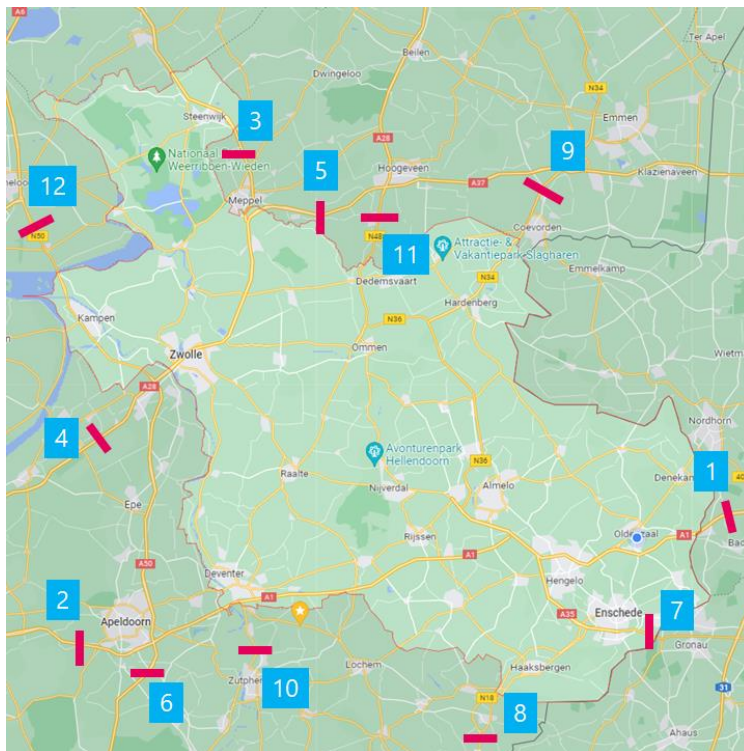 A6
Ter Apel
Beilen
Dwingeloo
N34
Steenwijk
Emmen
3
A28
Nationaal
Weerribben-Wieden
Hoogeveen
9
12
5
Klazienaveen
A37
Meppel
N50
11
Coevorden
Attractie- &
Vakantiepark Slagharen
Emmelkamp
N34
Dedemsvaart
Hardenberg
Kampen
N36
Zwolle
Ommen
A28
Nordhorn
4
Avonturenpark
Hellendoorn
N36
1
Raalte
Denekam
40
Epe
Nijverdal
Almelo
Rijssen
A1
A1
A50
Deventer
Hengelo
2
A1
Apeldoorn
A35
Enschede
7
Gronau
Lochem
Haaksbergen
6
Zutphen
10
N18
31
8
Ahaus